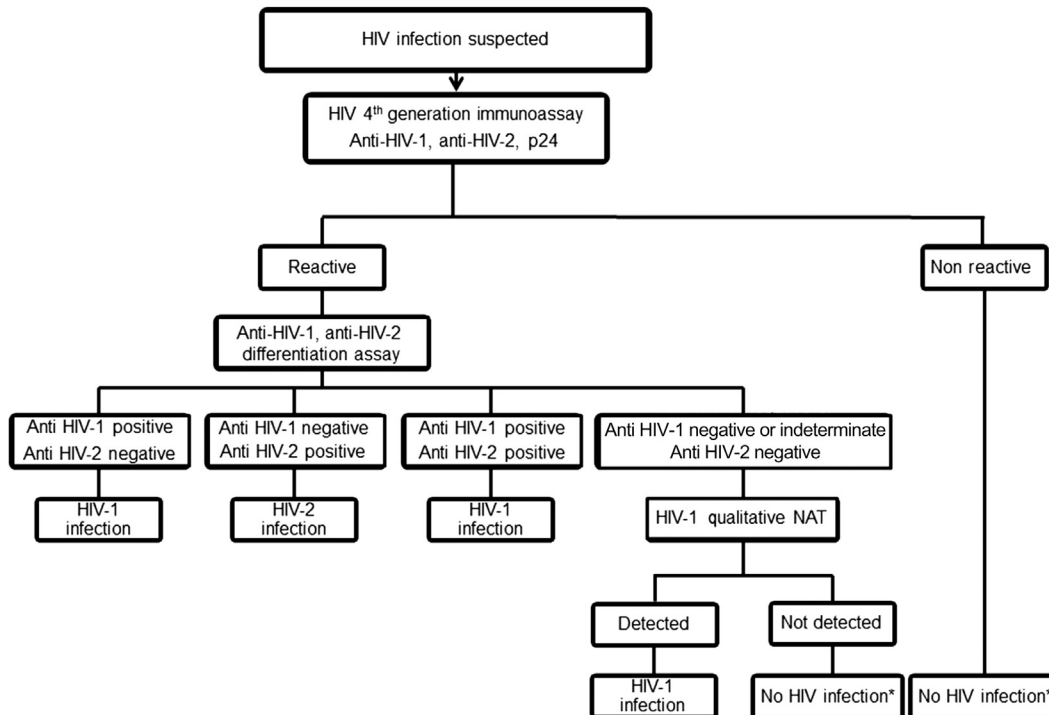 HIV infection suspected
HIV 4th generation immunoassay
Anti-HIV-1, anti-HIV-2, p24
Reactive
Non reactive
Anti-HIV-1, anti-HIV-2
differentiation assay
Anti HIV-1 positive
Anti HIV-2 negative
Anti HIV-1 negative
Anti HIV-2 positive
Anti HIV-1 positive
Anti HIV-2 positive
Anti HIV-1 negative or indeterminate
Anti HIV-2 negative
HIV-1
infection
HIV-2
infection
HIV-1
infection
HIV-1 qualitative NAT
Detected
Not detected
HIV-1
infection
No HIV infection*
No HIV infection*